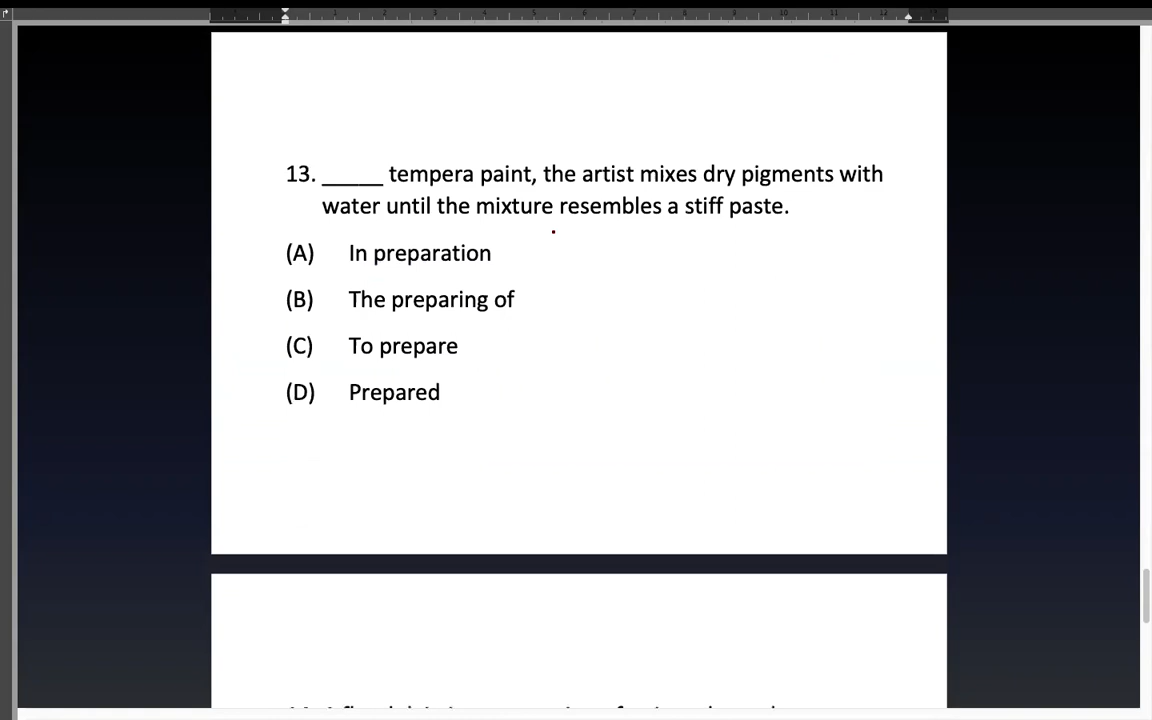 13. _____ tempera paint, the artist mixes dry pigments with
water until the mixture resembles a stiff paste.
(A) In preparation
(B) The preparing of
(C) To prepare
(D) Prepared